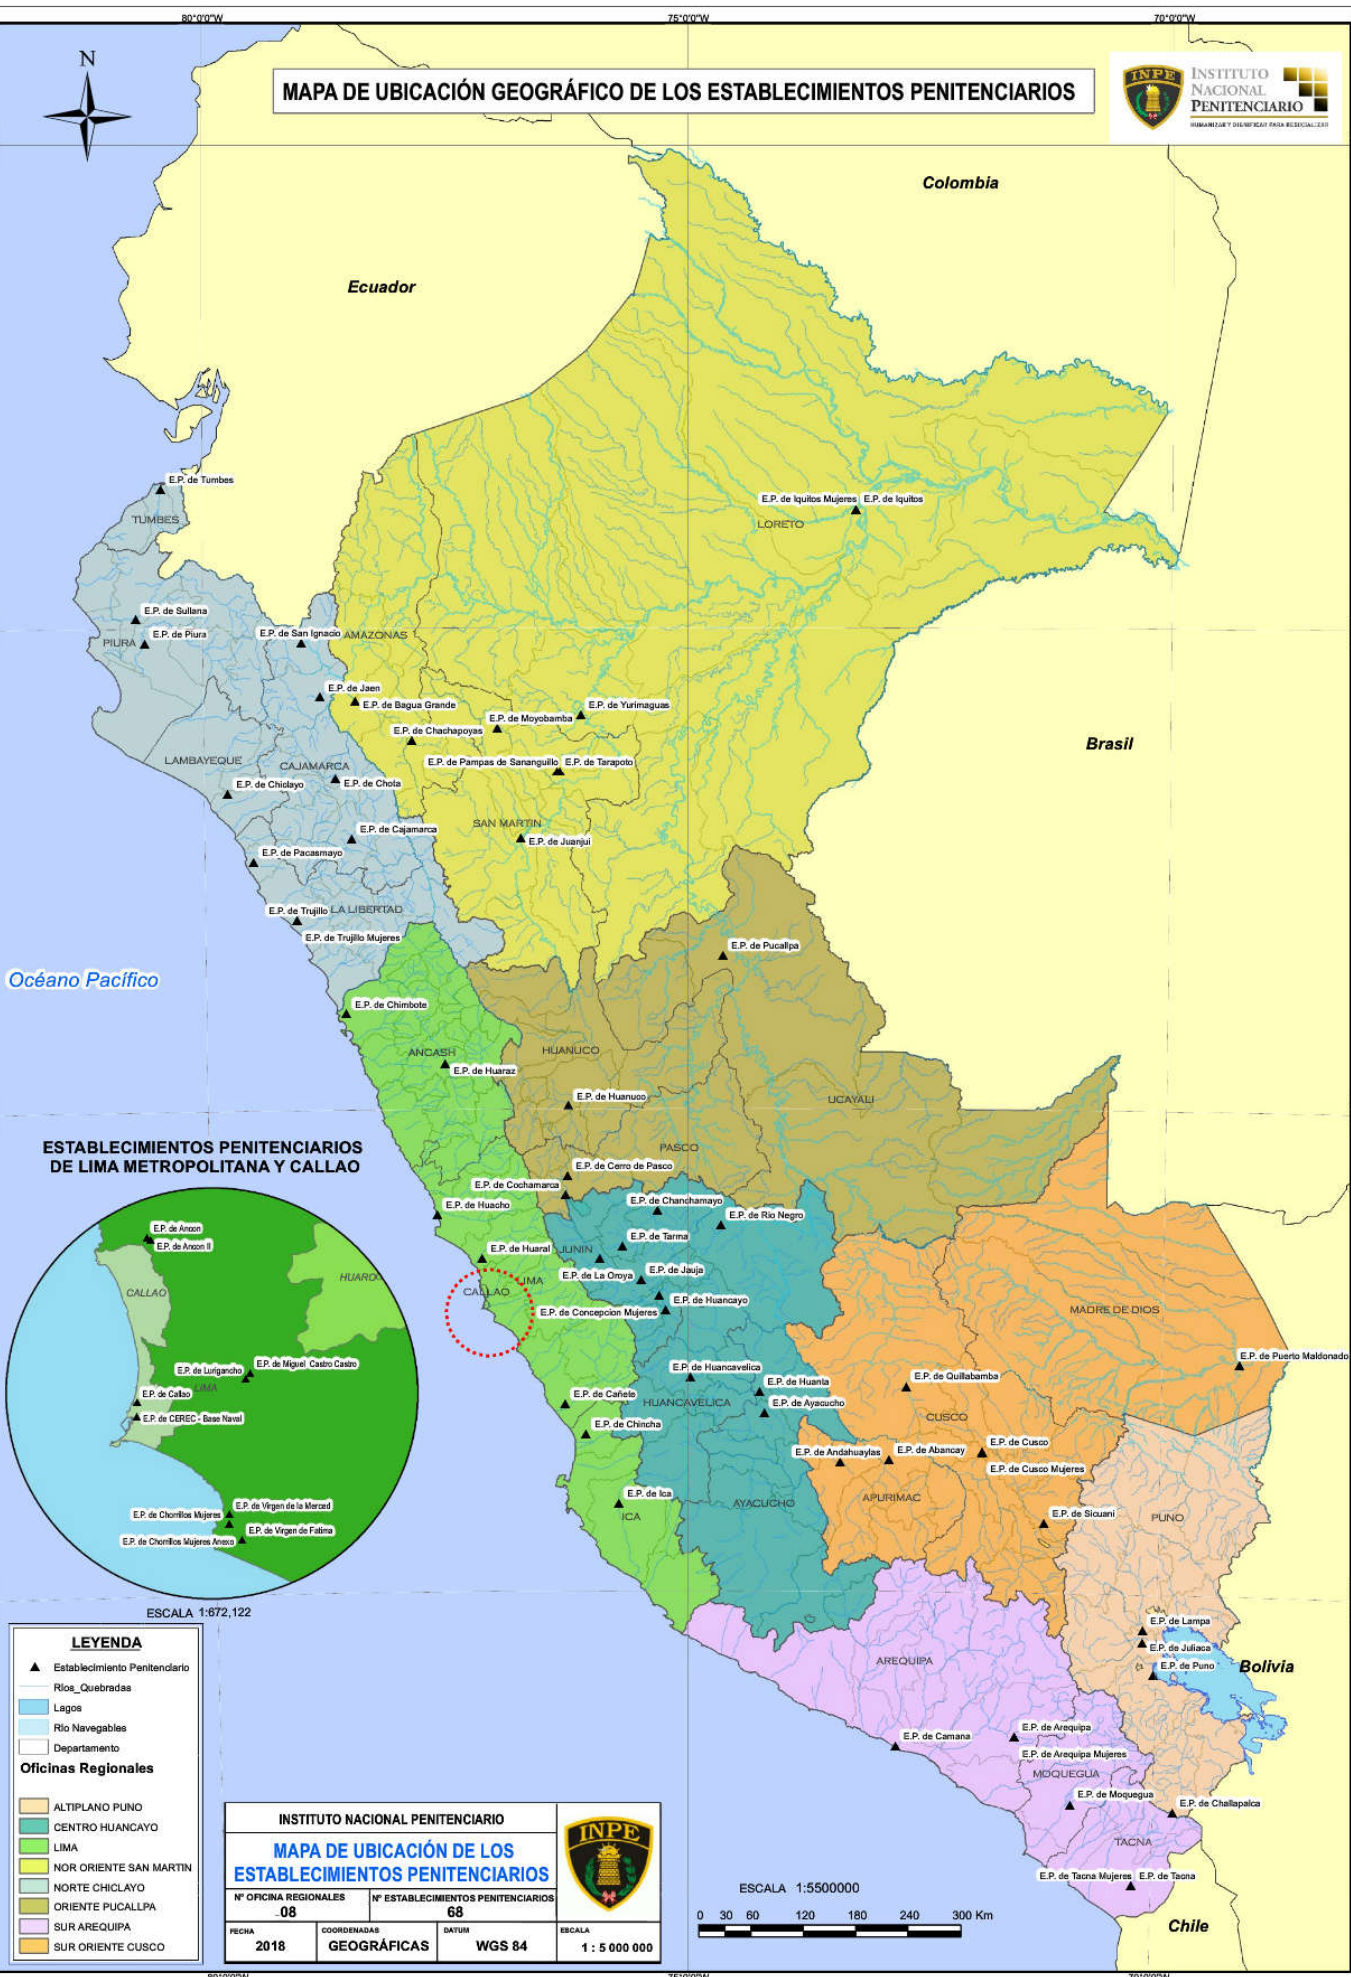 80°0'0"W
75°0'0"W
70°0'0"W
N
MAPA DE UBICACIÓN GEOGRÁFICO DE LOS ESTABLECIMIENTOS PENITENCIARIOS
INPE
INSTITUTO
NACIONAL
PENITENCIARIO
HUMANIZAR Y DIGNIFICAR PARA RESOCIALIZAR
Colombia
Ecuador
E.P. de Tumbes
TUMBES
E.P. de Iquitos Mujeres
E.P. de Iquitos
LORETO
E.P. de Sullana
E.P. de Piura
PIURA
E.P. de San Ignacio
AMAZONAS
E.P. de Jaen
E.P. de Bagua Grande
E.P. de Yurimaguas
E.P. de Moyobamba
E.P. de Chachapoyas
Brasil
LAMBAYEQUE
CAJAMARCA
E.P. de Pampas de Sananguillo
E.P. de Tarapoto
E.P. de Chiclayo
E.P. de Chota
SAN MARTIN
E.P. de Cajamarca
E.P. de Juanjui
E.P. de Pacasmayo
E.P. de Trujillo
LA LIBERTAD
E.P. de Trujillo Mujeres
E.P. de Pucallpa
Océano Pacífico
E.P. de Chimbote
ANCASH
E.P. de Huaraz
HUANUCO
E.P. de Huanuco
UCAYALI
PASCO
E.P. de Cerro de Pasco
E.P. de Cochamarca
E.P. de Chanchamayo
E.P. de Huacho
E.P. de Rio Negro
E.P. de Tarma
E.P. de Huaral
JUNIN
E.P. de La Oroya
E.P. de Jauja
LIMA
CALLAO
E.P. de Huancayo
E.P. de Concepcion Mujeres
MADRE DE DIOS
E.P. de Puerto Maldonado
E.P. de Huancavelica
E.P. de Huanta
E.P. de Quillabamba
E.P. de Cañete
HUANCAVELICA
E.P. de Ayacucho
CUSCO
E.P. de Chincha
E.P. de Andahuaylas
E.P. de Abancay
E.P. de Cusco
E.P. de Cusco Mujeres
E.P. de Ica
ICA
AYACUCHO
APURIMAC
E.P. de Sicuani
PUNO
E.P. de Lampa
E.P. de Juliaca
E.P. de Puno
Bolivia
AREQUIPA
E.P. de Camana
E.P. de Arequipa
E.P. de Arequipa Mujeres
MOQUEGUA
E.P. de Moquegua
E.P. de Challapalca
TACNA
E.P. de Tacna Mujeres
E.P. de Tacna
Chile
ESTABLECIMIENTOS PENITENCIARIOS
DE LIMA METROPOLITANA Y CALLAO
E.P. de Ancon
E.P. de Ancon II
CALLAO
E.P. de Lurigancho
E.P. de Miguel Castro Castro
LIMA
E.P. de Callao
E.P. de CEREC - Base Naval
E.P. de Virgen de la Merced
E.P. de Chorrillos Mujeres
E.P. de Virgen de Fatima
E.P. de Chorrillos Mujeres Anexo
ESCALA 1:672,122
LEYENDA
Establecimiento Penitenciario
Rios_Quebradas
Lagos
Rio Navegables
Departamento
Oficinas Regionales
ALTIPLANO PUNO
CENTRO HUANCAYO
LIMA
NOR ORIENTE SAN MARTIN
NORTE CHICLAYO
ORIENTE PUCALLPA
SUR AREQUIPA
SUR ORIENTE CUSCO
INSTITUTO NACIONAL PENITENCIARIO
MAPA DE UBICACIÓN DE LOS
ESTABLECIMIENTOS PENITENCIARIOS
INPE
N° OFICINA REGIONALES
08
N° ESTABLECIMIENTOS PENITENCIARIOS
68
FECHA
2018
COORDENADAS
GEOGRÁFICAS
DATUM
WGS 84
ESCALA
1 : 5 000 000
ESCALA 1:5500000
0 30 60 120 180 240 300 Km